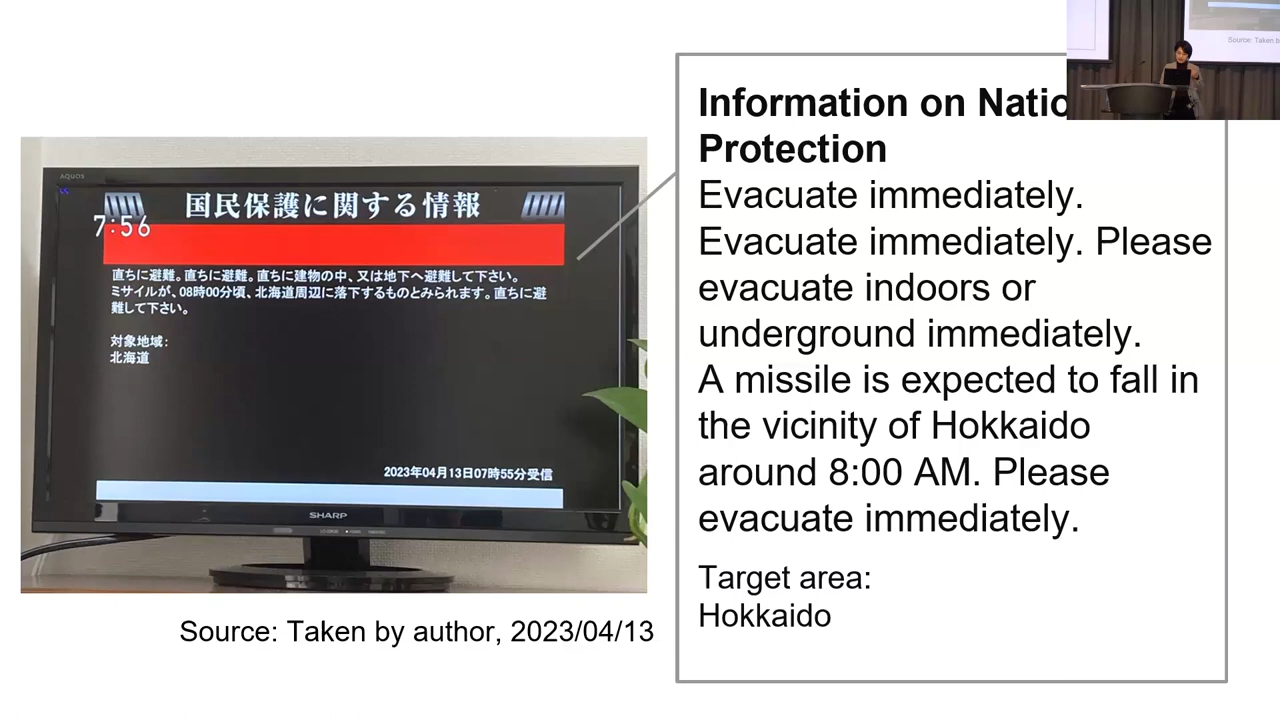 AQUOS
国民保護に関する情報
7:56
直ちに避難。直ちに避難。直ちに建物の中、又は地下へ避難して下さい。
ミサイルが、08時00分頃、北海道周辺に落下するものとみられます。直ちに避
難して下さい。
対象地域:
北海道
2023年04月13日07時55分受信
SHARP
Source: Taken by author, 2023/04/13
Information on Natio
Protection
Evacuate immediately.
Evacuate immediately. Please
evacuate indoors or
underground immediately.
A missile is expected to fall in
the vicinity of Hokkaido
around 8:00 AM. Please
evacuate immediately.
Target area:
Hokkaido
Source: Taken b